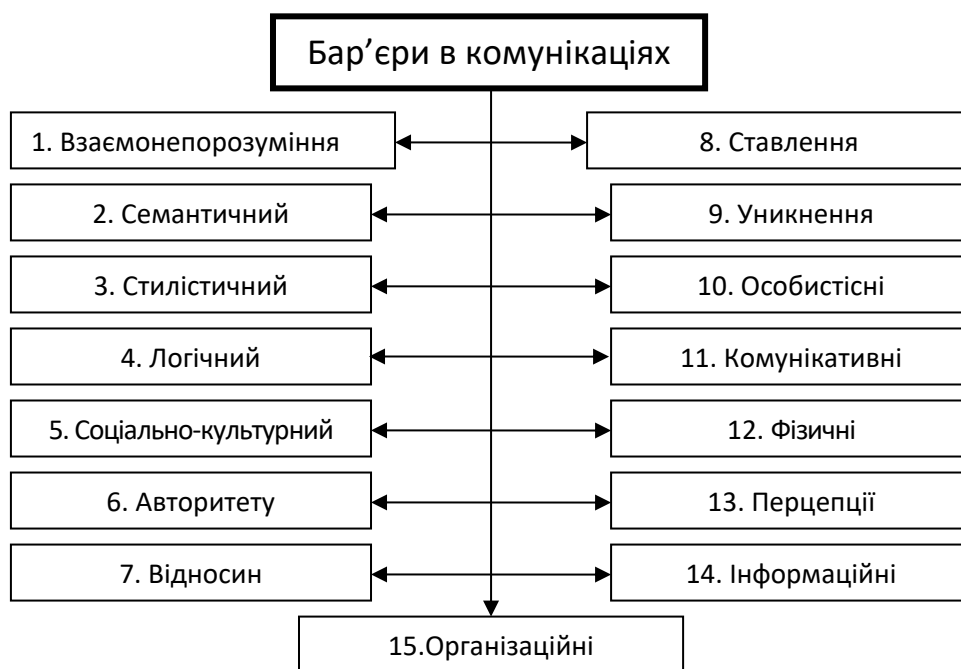 Бар’єри в комунікаціях
1. Взаємонепорозуміння
8. Ставлення
2. Семантичний
9. Уникнення
3. Стилістичний
10. Особистісні
4. Логічний
11. Комунікативні
5. Соціально-культурний
12. Фізичні
6. Авторитету
13. Перцепції
7. Відносин
14. Інформаційні
15.Організаційні